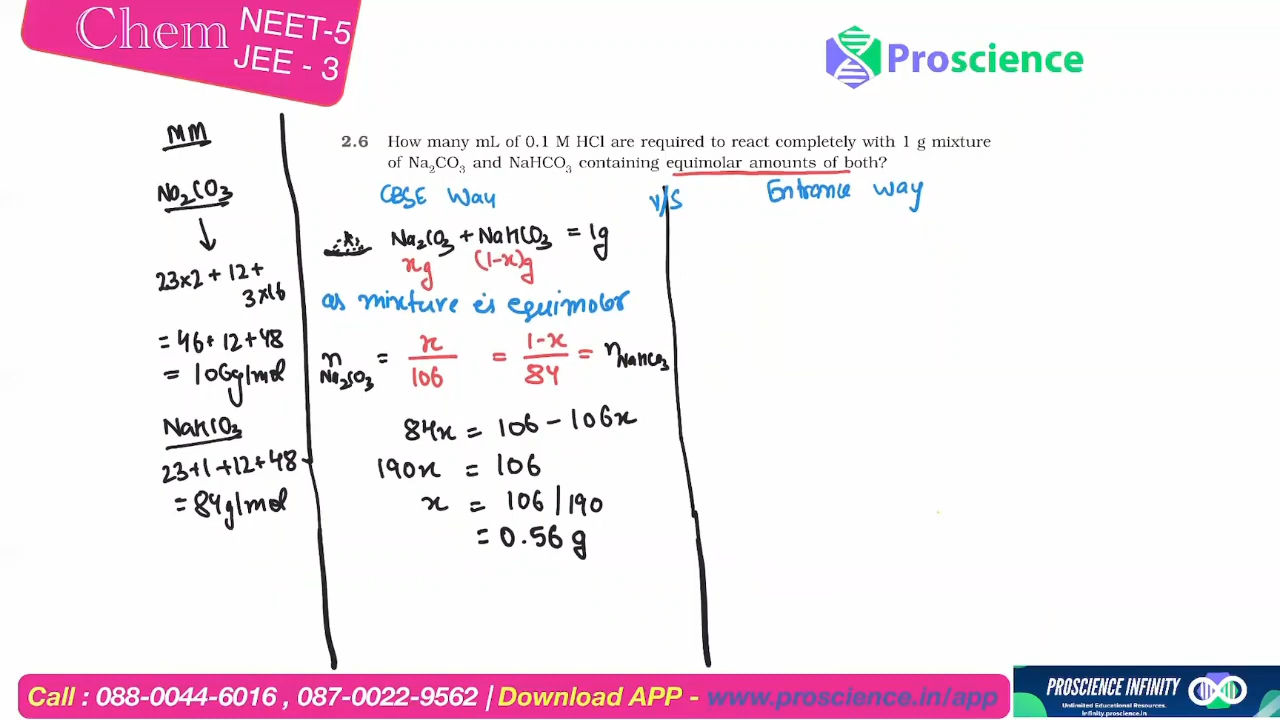 Chem NEET-5
JEE - 3
Proscience
MM
Na2CO3
23x2 + 12 +
3x16
= 46 + 12 + 48
= 106g/mol
NaHCO3
23+1+12+48
= 84g/mol
2.6 How many mL of 0.1 M HCl are required to react completely with 1 g mixture
of Na2CO3 and NaHCO3 containing equimolar amounts of both?
CBSE Way v/s Entrance way
Na2CO3 + NaHCO3 = 1g
xg (1-x)g
as mixture is equimolar
n Na2CO3 = x/106 = 1-x/84 = n NaHCO3
84x = 106 - 106x
190x = 106
x = 106/190
= 0.56 g
Call : 088-0044-6016 , 087-0022-9562 | Download APP - www.proscience.in/app
PROSCIENCE INFINITY
Unlimited Educational Resources.
infinity.proscience.in